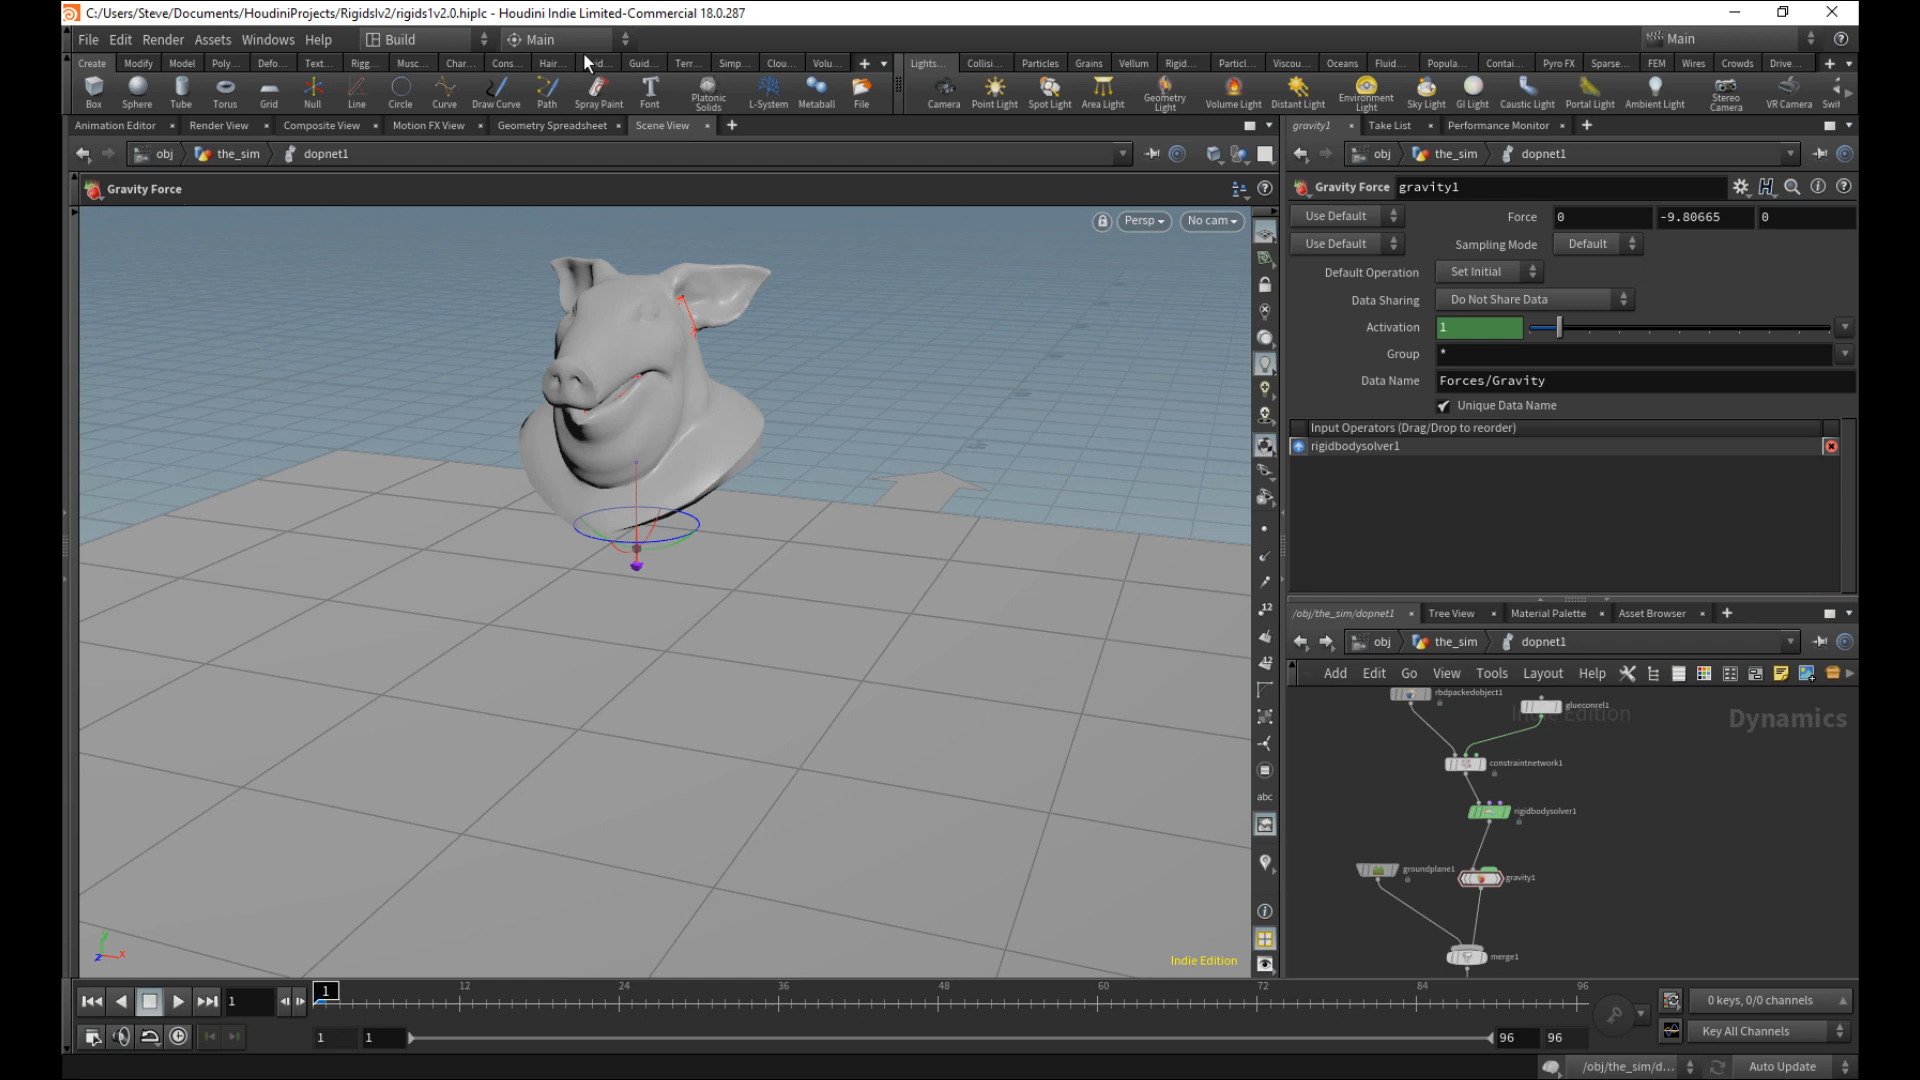 C:/Users/Steve/Documents/HoudiniProjects/Rigidslv2/rigids1v2.0.hiplc - Houdini Indie Limited-Commercial 18.0.287
File Edit Render Assets Windows Help Build Main Main
Create Modify Model Poly... Defo... Text... Rigg... Musc... Char... Cons... Hair... Guid... Terr... Simp... Clou... Volu... Lights... Collisi... Particles Grains Vellum Rigid... Particl... Viscou... Oceans Fluid... Popula... Contai... Pyro FX Sparse... FEM Wires Crowds Drive...
Box Sphere Tube Torus Grid Null Line Circle Curve Draw Curve Path Spray Paint Font Platonic Solids L-System Metaball File Camera Point Light Spot Light Area Light Geometry Light Volume Light Distant Light Environment Light Sky Light GI Light Caustic Light Portal Light Ambient Light Stereo Camera VR Camera Swit
Animation Editor Render View Composite View Motion FX View Geometry Spreadsheet Scene View
obj the_sim dopnet1
Gravity Force
Persp No cam
12
12
abc
Indie Edition
gravity1 Take List Performance Monitor
obj the_sim dopnet1
Gravity Force gravity1
Use Default Force 0 -9.80665 0
Use Default Sampling Mode Default
Default Operation Set Initial
Data Sharing Do Not Share Data
Activation 1
Group *
Data Name Forces/Gravity
Unique Data Name
Input Operators (Drag/Drop to reorder)
rigidbodysolver1
/obj/the_sim/dopnet1 Tree View Material Palette Asset Browser
obj the_sim dopnet1
Add Edit Go View Tools Layout Help
rbdpackedobject1
glueconrel1
Indie Edition Dynamics
constraintnetwork1
rigidbodysolver1
groundplane1
gravity1
merge1
1 1 12 24 36 48 60 72 84 96 0 keys, 0/0 channels
1 1 96 96 Key All Channels
/obj/the_sim/d... Auto Update
y
x
z